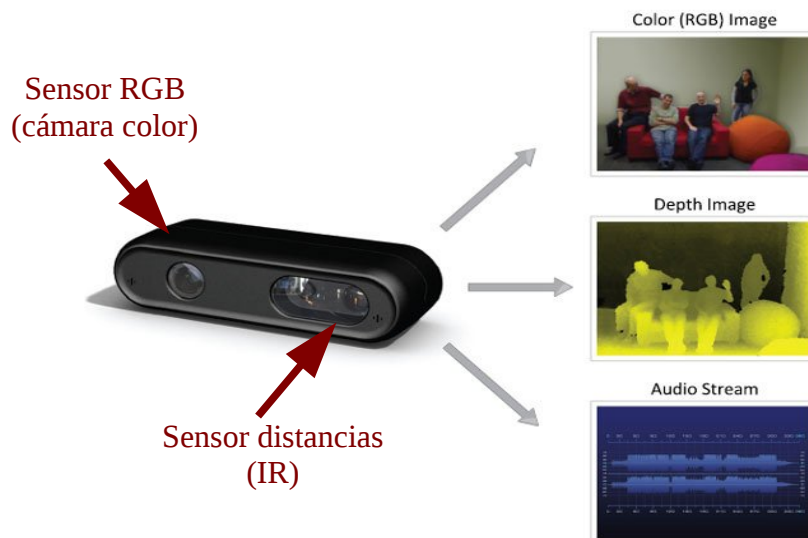 Color (RGB) Image
Sensor RGB
(cámara color)
Depth Image
Audio Stream
Sensor distancias
(IR)